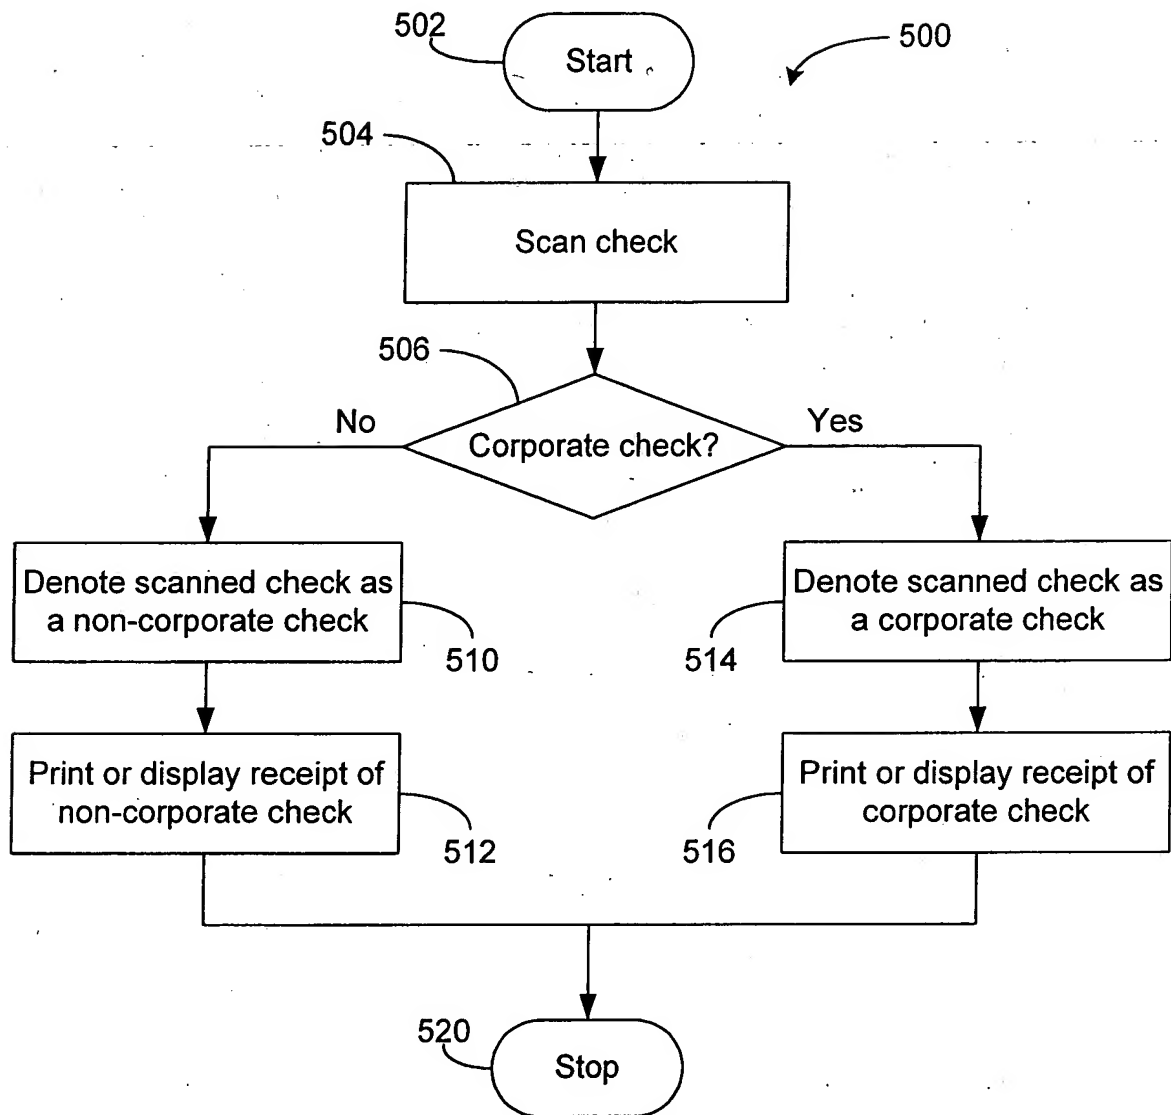 502
Start
500
504
Scan check
506
No
Corporate check?
Yes
Denote scanned check as
a non-corporate check
510
Denote scanned check as
a corporate check
514
Print or display receipt of
non-corporate check
512
Print or display receipt of
corporate check
516
520
Stop